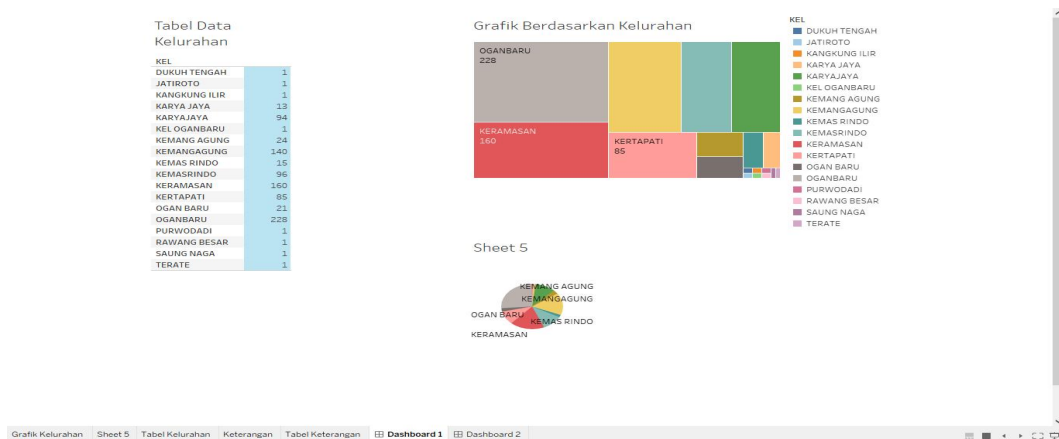 Tabel Data
Kelurahan
KEL
DUKUH TENGAH 1
JATIROTO 1
KANGKUNG ILIR 1
KARYA JAYA 13
KARYAJAYA 94
KEL OGANBARU 1
KEMANG AGUNG 24
KEMANGAGUNG 140
KEMAS RINDO 15
KEMASRINDO 96
KERAMASAN 160
KERTAPATI 85
OGAN BARU 21
OGANBARU 228
PURWODADI 1
RAWANG BESAR 1
SAUNG NAGA 1
TERATE 1
Grafik Berdasarkan Kelurahan
OGANBARU
228
KERAMASAN
160
KERTAPATI
85
KEL
DUKUH TENGAH
JATIROTO
KANGKUNG ILIR
KARYA JAYA
KARYAJAYA
KEL OGANBARU
KEMANG AGUNG
KEMANGAGUNG
KEMAS RINDO
KEMASRINDO
KERAMASAN
KERTAPATI
OGAN BARU
OGANBARU
PURWODADI
RAWANG BESAR
SAUNG NAGA
TERATE
Sheet 5
KEMANG AGUNG
KEMANGAGUNG
OGAN BARU
KEMAS RINDO
KERAMASAN
Grafik Kelurahan Sheet 5 Tabel Kelurahan Keterangan Tabel Keterangan Dashboard 1 Dashboard 2